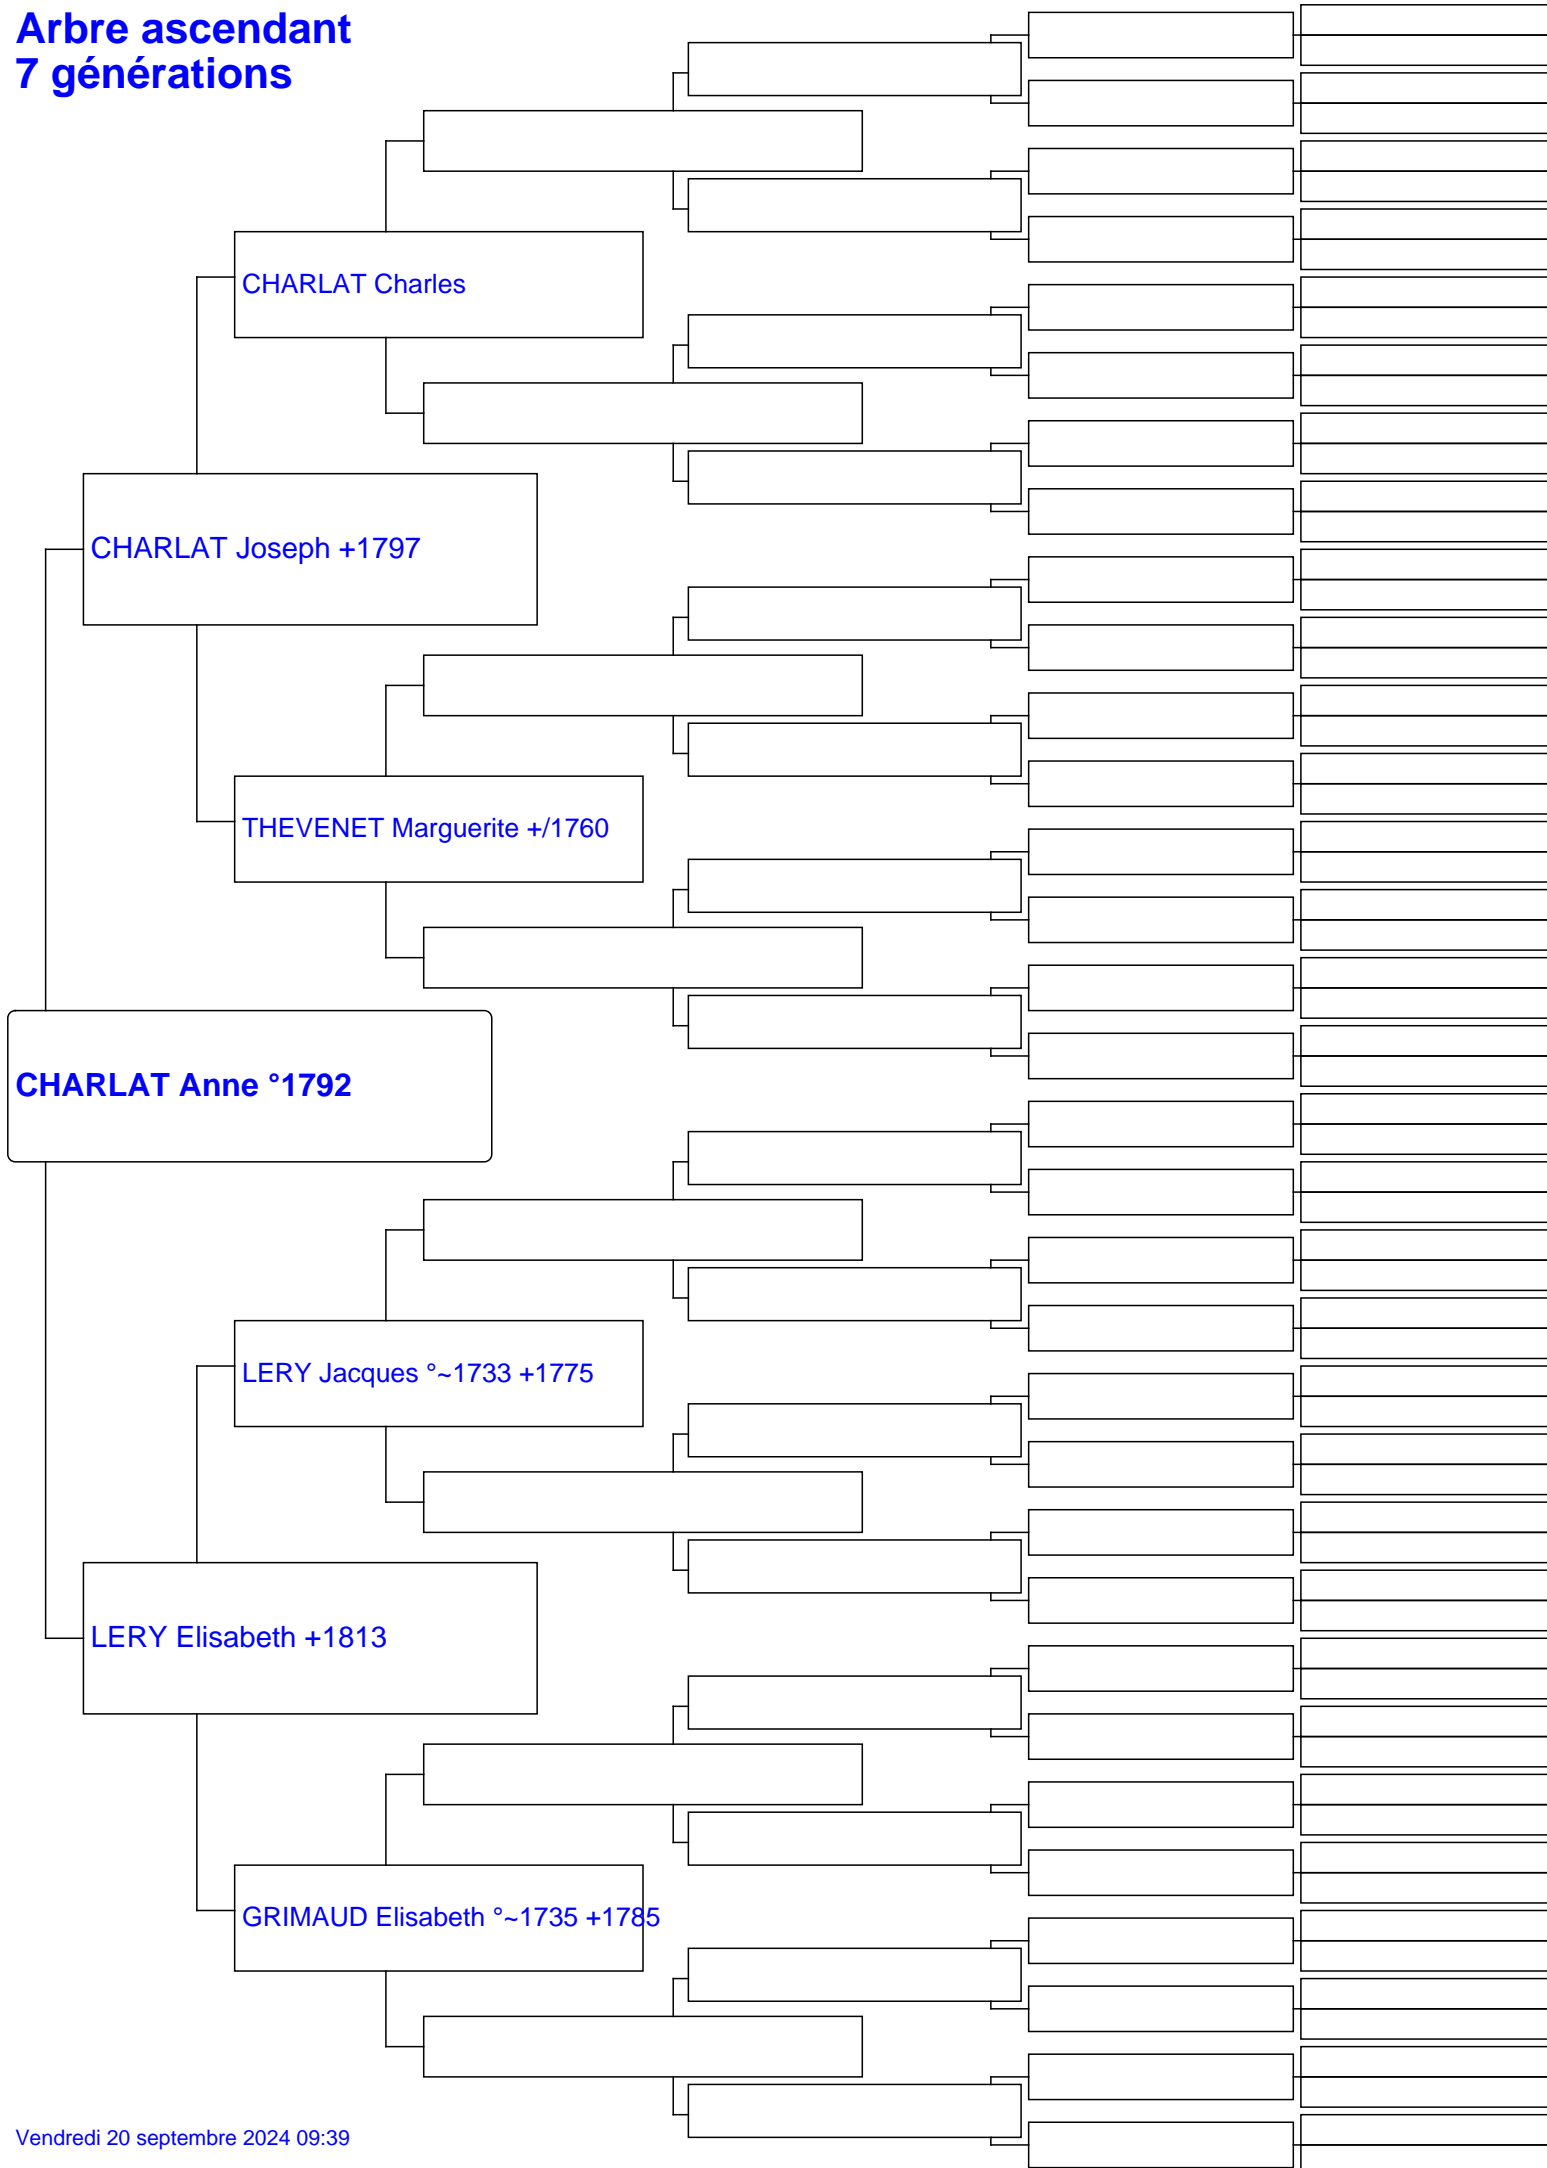 Arbre ascendant
7 générations
CHARLAT Charles
CHARLAT Joseph +1797
THEVENET Marguerite +/1760
CHARLAT Anne °1792
LERY Jacques °~1733 +1775
LERY Elisabeth +1813
GRIMAUD Elisabeth °~1735 +1785
Vendredi 20 septembre 2024 09:39